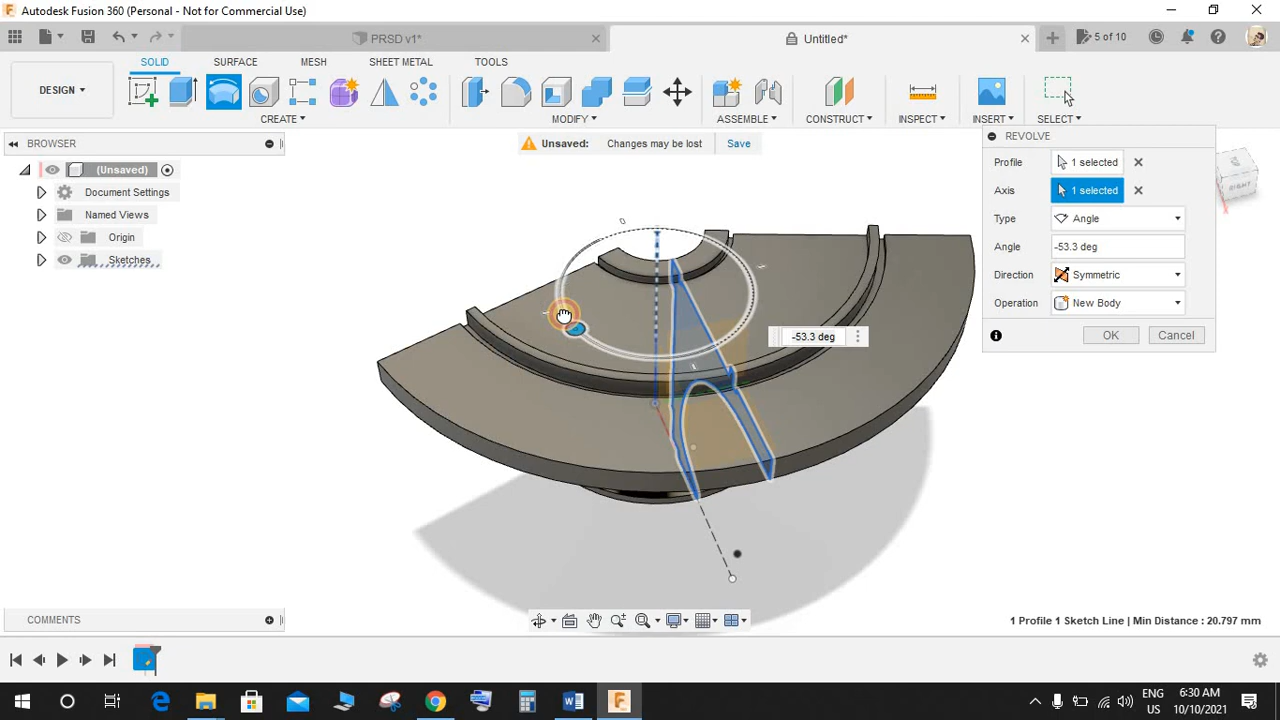 Autodesk Fusion 360 (Personal - Not for Commercial Use)
PRSD v1*
Untitled*
5 of 10
DESIGN
SOLID
SURFACE
MESH
SHEET METAL
TOOLS
CREATE
MODIFY
ASSEMBLE
CONSTRUCT
INSPECT
INSERT
SELECT
BROWSER
Unsaved:
Changes may be lost
Save
(Unsaved)
Document Settings
Named Views
Origin
Sketches
REVOLVE
Profile
1 selected
Axis
1 selected
Type
Angle
Angle
-53.3 deg
Direction
Symmetric
Operation
New Body
OK
Cancel
RIGHT
-53.3 deg
COMMENTS
1 Profile 1 Sketch Line | Min Distance : 20.797 mm
ENG
US
6:30 AM
10/10/2021